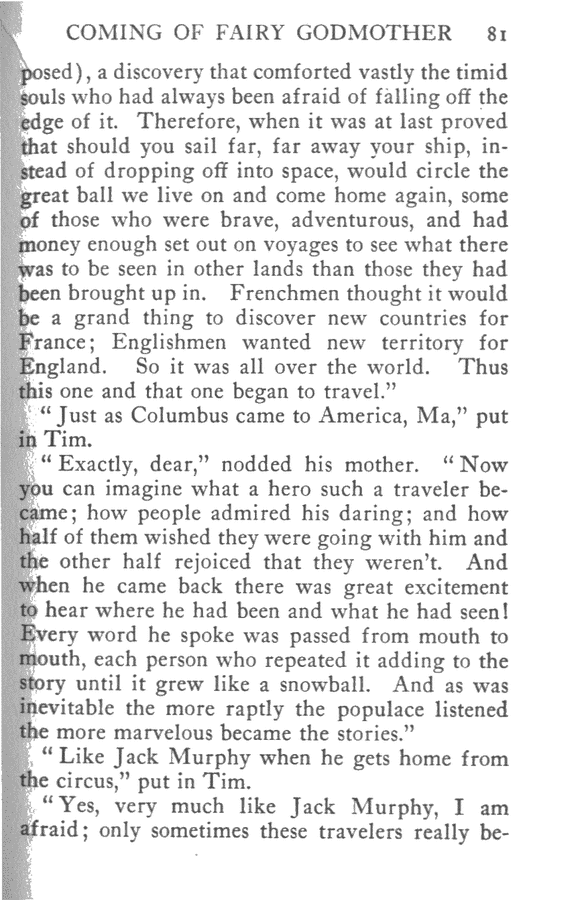 COMING OF FAIRY GODMOTHER 81
posed), a discovery that comforted vastly the timid
souls who had always been afraid of falling off the
edge of it. Therefore, when it was at last proved
that should you sail far, far away your ship, in-
stead of dropping off into space, would circle the
great ball we live on and come home again, some
of those who were brave, adventurous, and had
money enough set out on voyages to see what there
was to be seen in other lands than those they had
been brought up in. Frenchmen thought it would
be a grand thing to discover new countries for
France; Englishmen wanted new territory for
England. So it was all over the world. Thus
this one and that one began to travel.”
“Just as Columbus came to America, Ma,” put
in Tim.
“Exactly, dear,” nodded his mother. “Now
you can imagine what a hero such a traveler be-
came; how people admired his daring; and how
half of them wished they were going with him and
the other half rejoiced that they weren't. And
when he came back there was great excitement
to hear where he had been and what he had seen!
Every word he spoke was passed from mouth to
mouth, each person who repeated it adding to the
story until it grew like a snowball. And as was
inevitable the more raptly the populace listened
the more marvelous became the stories.”
“Like Jack Murphy when he gets home from
the circus,” put in Tim.
“Yes, very much like Jack Murphy, I am
afraid; only sometimes these travelers really be-